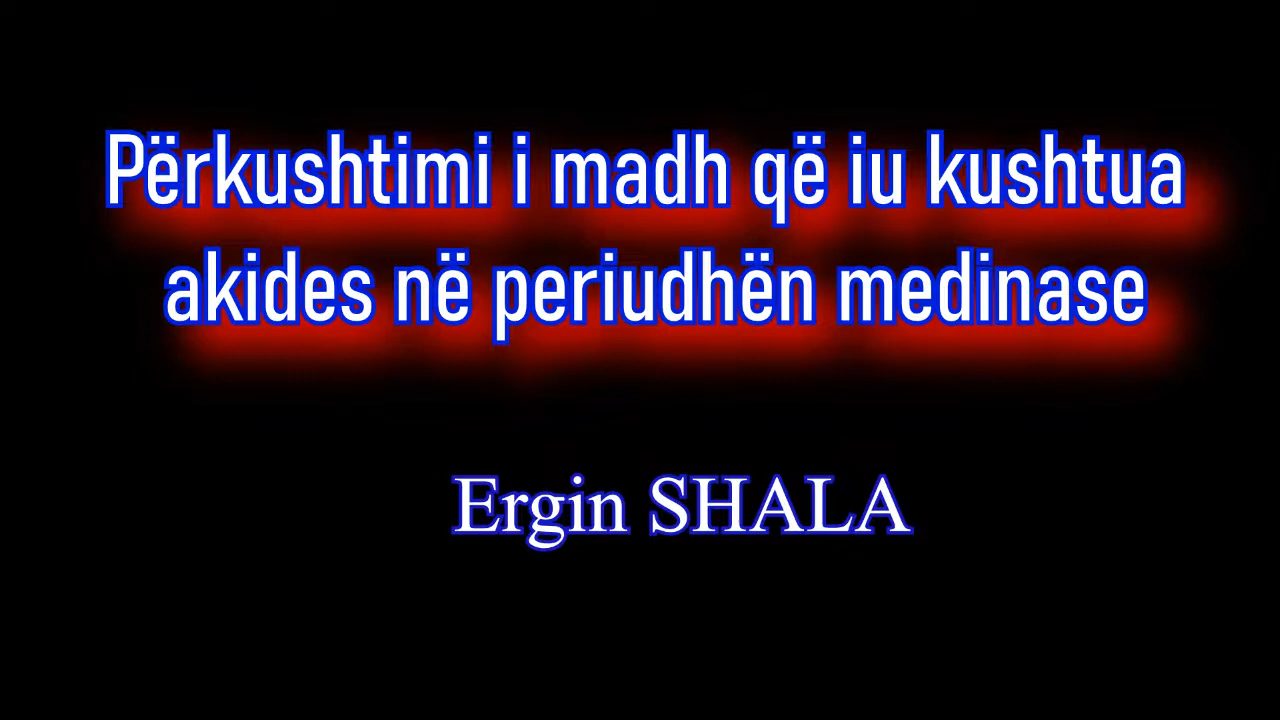 Përkushtimi i madh që iu kushtua
akides në periudhën medinase
Ergin SHALA